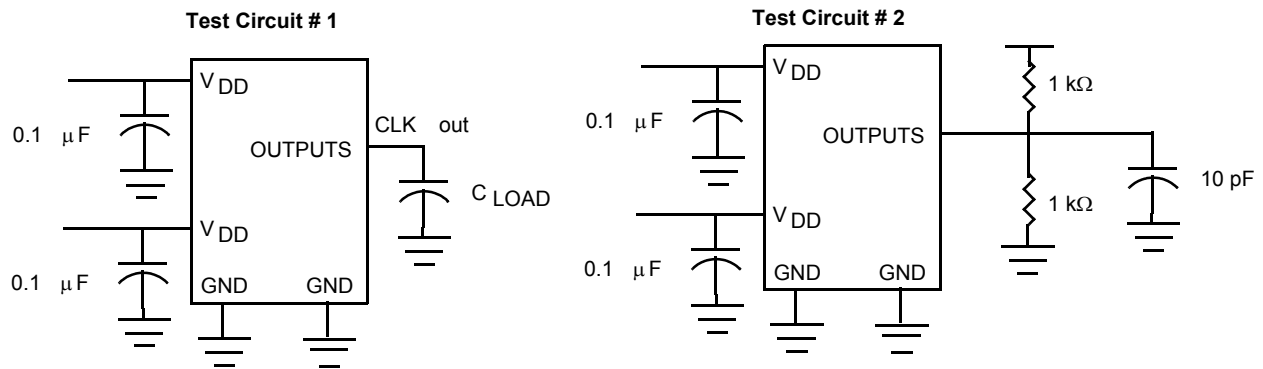 Test Circuit # 1
V DD
0.1 μF
OUTPUTS
CLK out
C LOAD
V DD
0.1 μF
GND GND
Test Circuit # 2
V DD
0.1 μF
OUTPUTS
1 kΩ
1 kΩ
10 pF
V DD
0.1 μF
GND GND